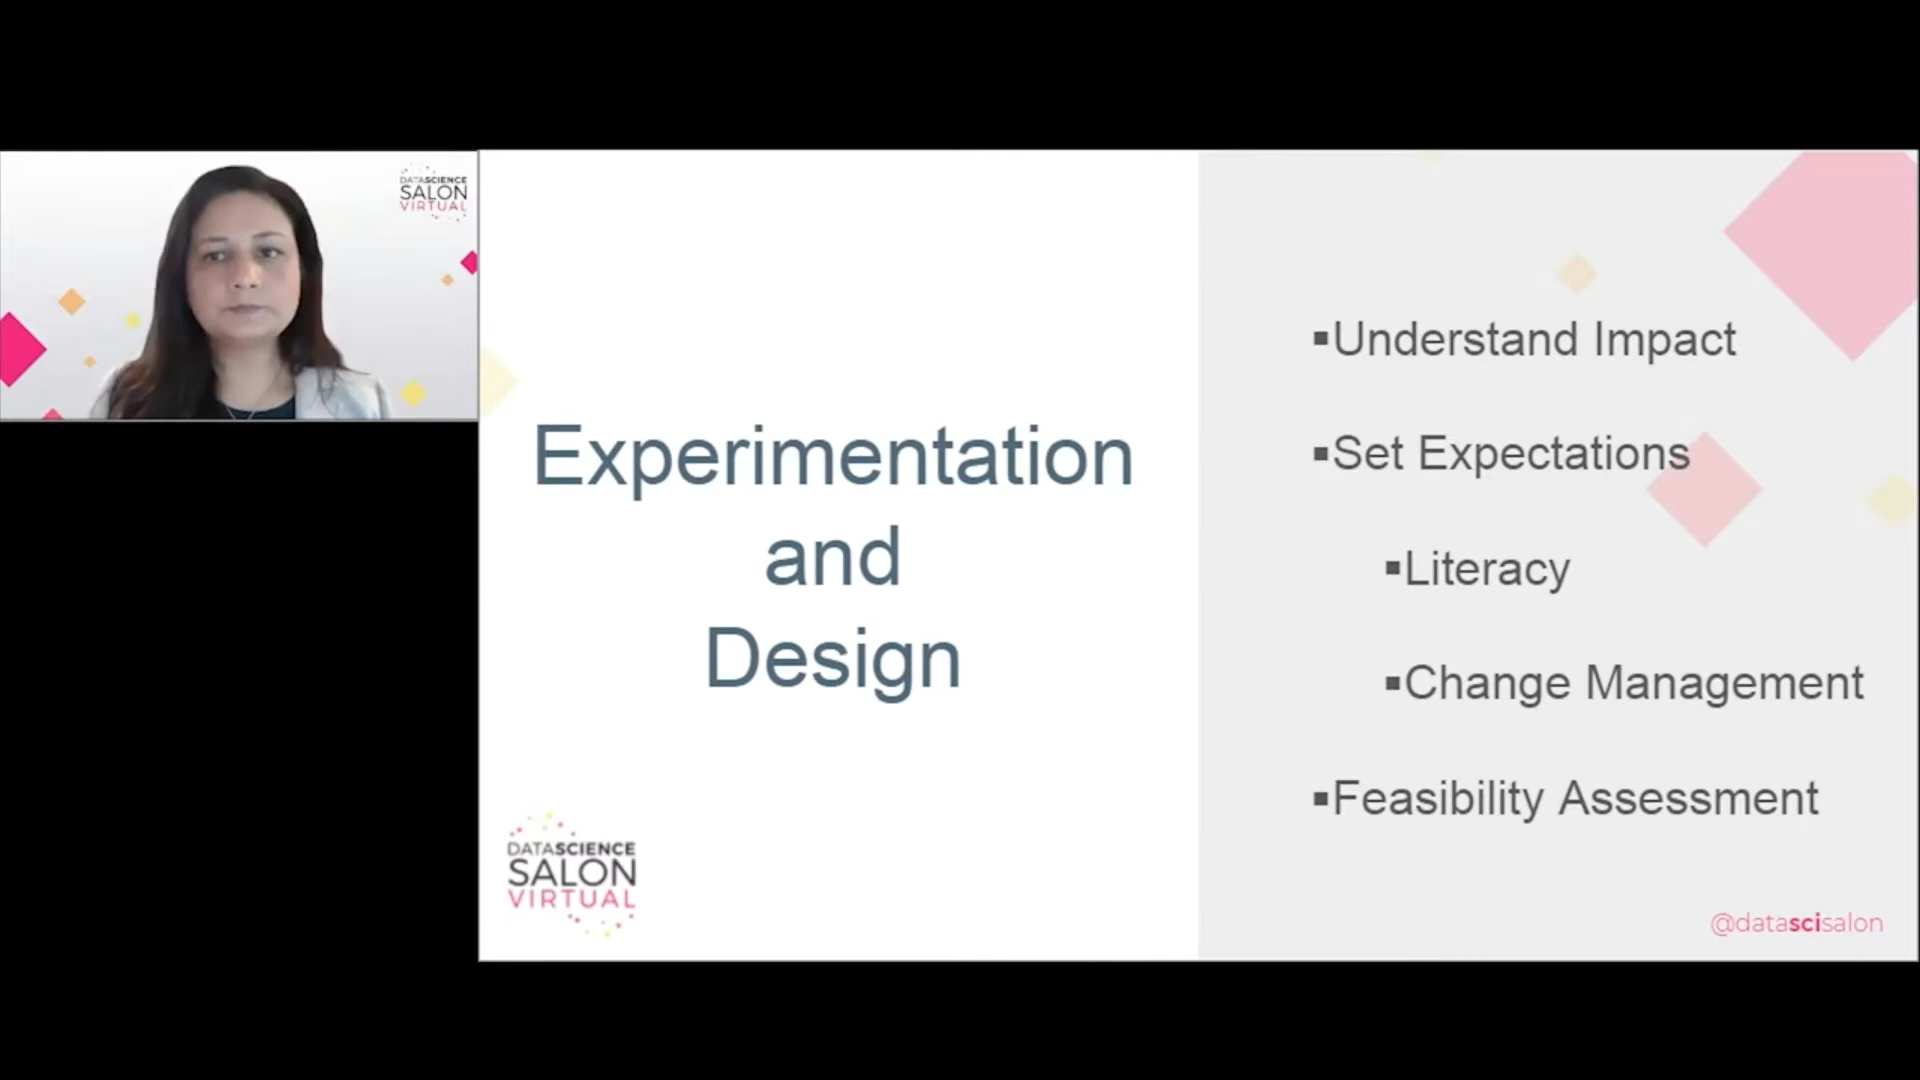 DATASCIENCE
SALON
VIRTUAL
Experimentation
and
Design
DATASCIENCE
SALON
VIRTUAL
▪Understand Impact
▪Set Expectations
▪Literacy
▪Change Management
▪Feasibility Assessment
@datascisalon